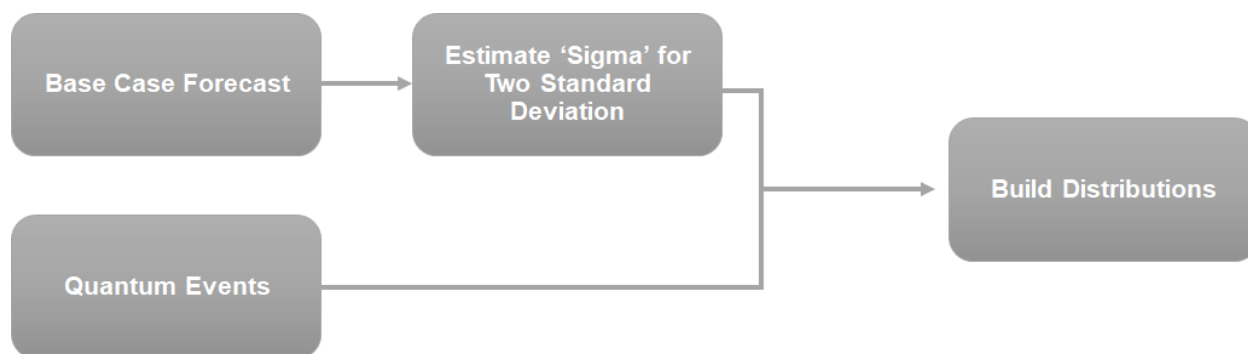 Base Case Forecast
Estimate ‘Sigma’ for
Two Standard
Deviation
Build Distributions
Quantum Events